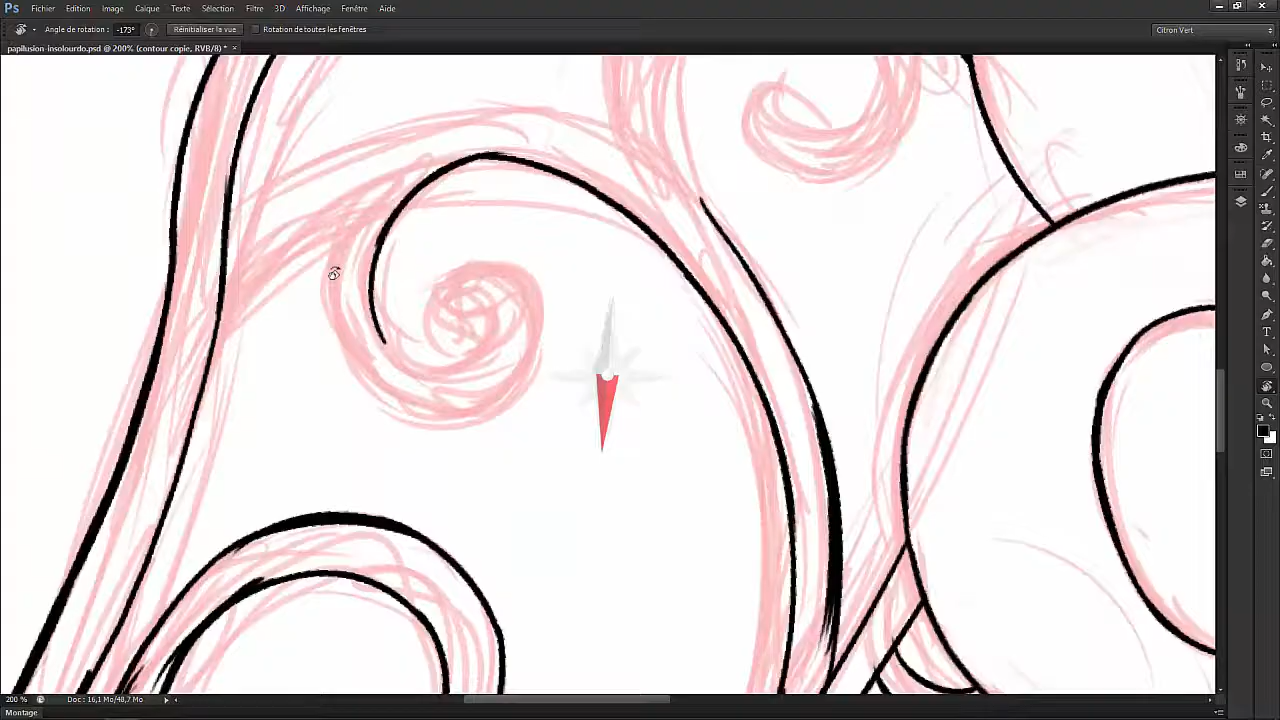 Ps Fichier Edition Image Calque Texte Sélection Filtre 3D Affichage Fenêtre Aide
Angle de rotation : -173° Réinitialiser la vue Rotation de toutes les fenêtres Citron Vert
papilusion-insolourdo.psd @ 200% (contour copie, RVB/8) * ×
200 % Doc : 16,1 Mo/48,7 Mo
Montage